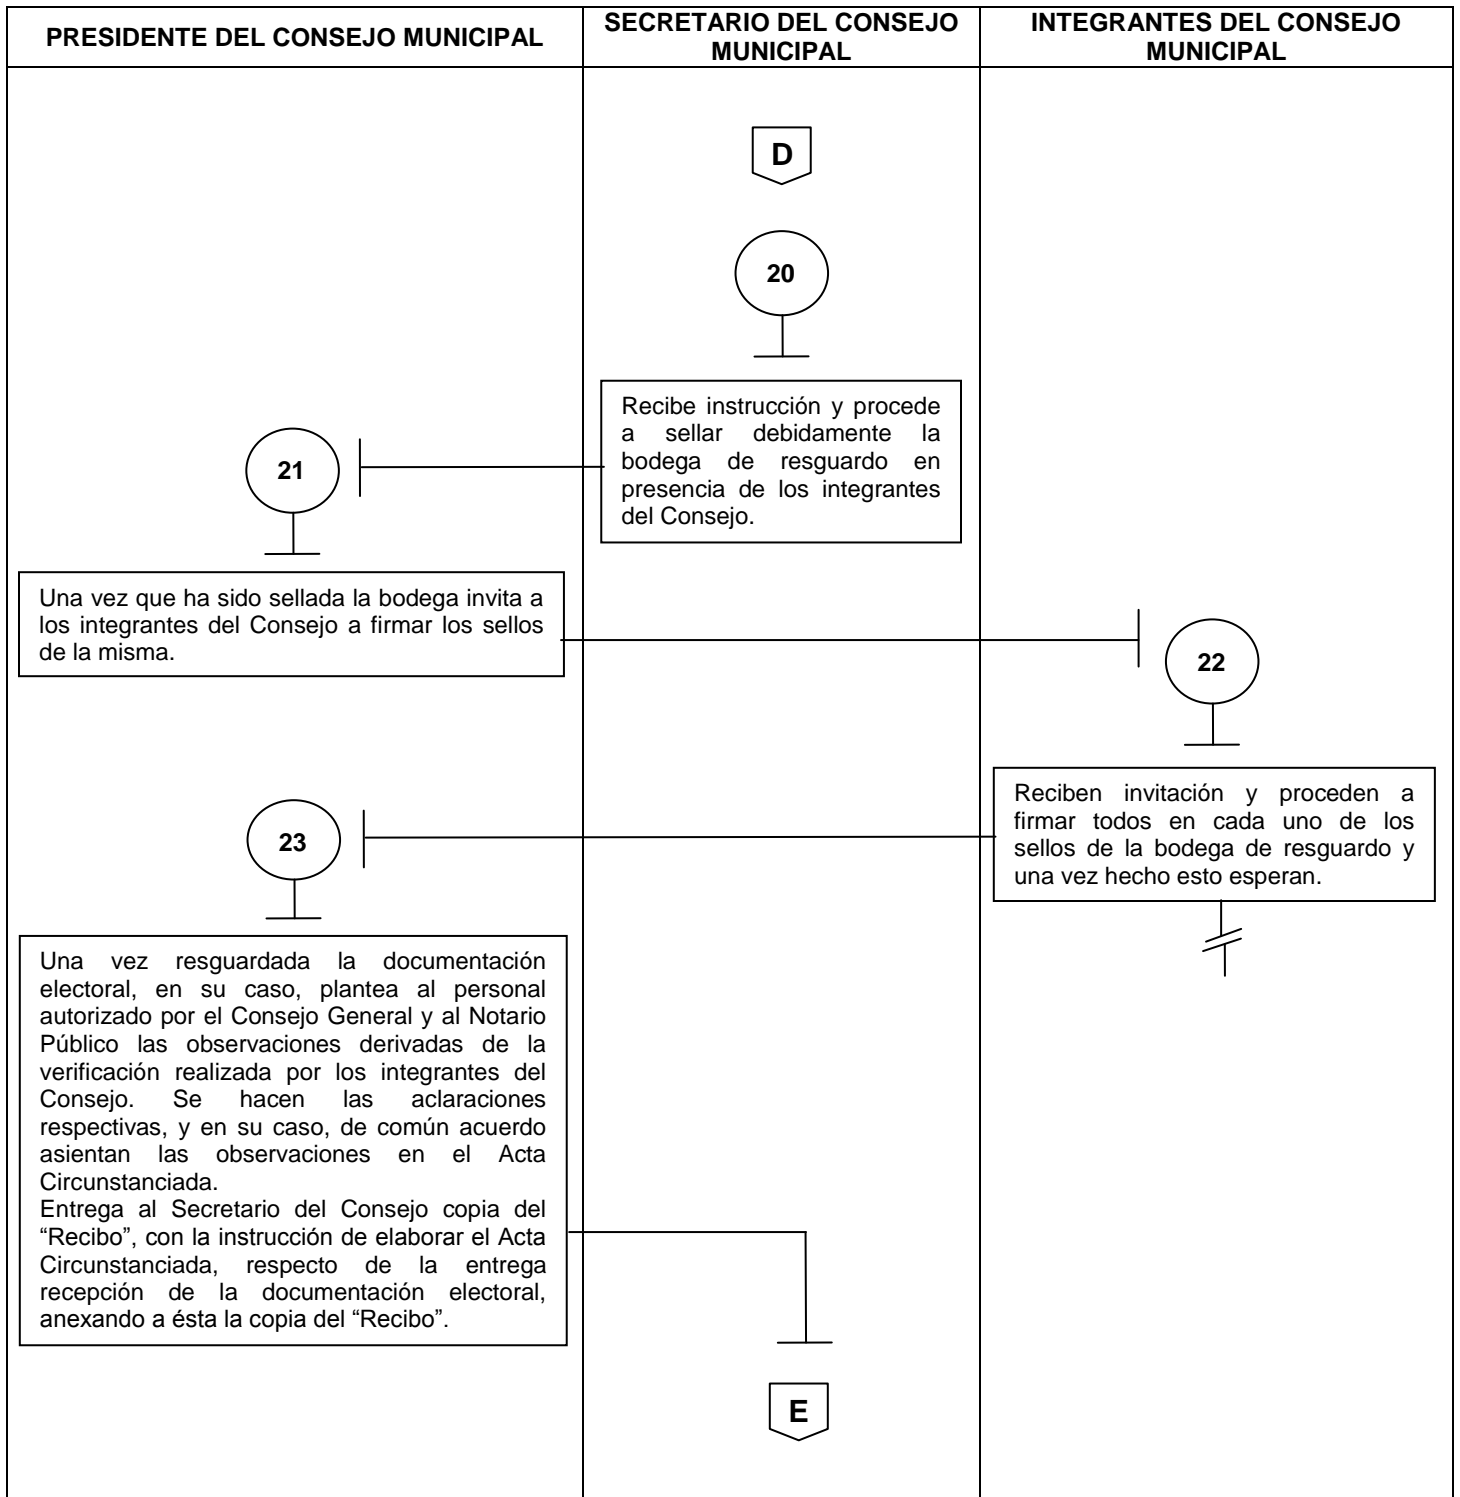 PRESIDENTE DEL CONSEJO MUNICIPAL
SECRETARIO DEL CONSEJO
MUNICIPAL
INTEGRANTES DEL CONSEJO
MUNICIPAL
D
20
Recibe instrucción y procede
a sellar debidamente la
bodega de resguardo en
presencia de los integrantes
del Consejo.
21
Una vez que ha sido sellada la bodega invita a
los integrantes del Consejo a firmar los sellos
de la misma.
22
Reciben invitación y proceden a
firmar todos en cada uno de los
sellos de la bodega de resguardo y
una vez hecho esto esperan.
23
Una vez resguardada la documentación
electoral, en su caso, plantea al personal
autorizado por el Consejo General y al Notario
Público las observaciones derivadas de la
verificación realizada por los integrantes del
Consejo. Se hacen las aclaraciones
respectivas, y en su caso, de común acuerdo
asientan las observaciones en el Acta
Circunstanciada.
Entrega al Secretario del Consejo copia del
“Recibo”, con la instrucción de elaborar el Acta
Circunstanciada, respecto de la entrega
recepción de la documentación electoral,
anexando a ésta la copia del “Recibo”.
E